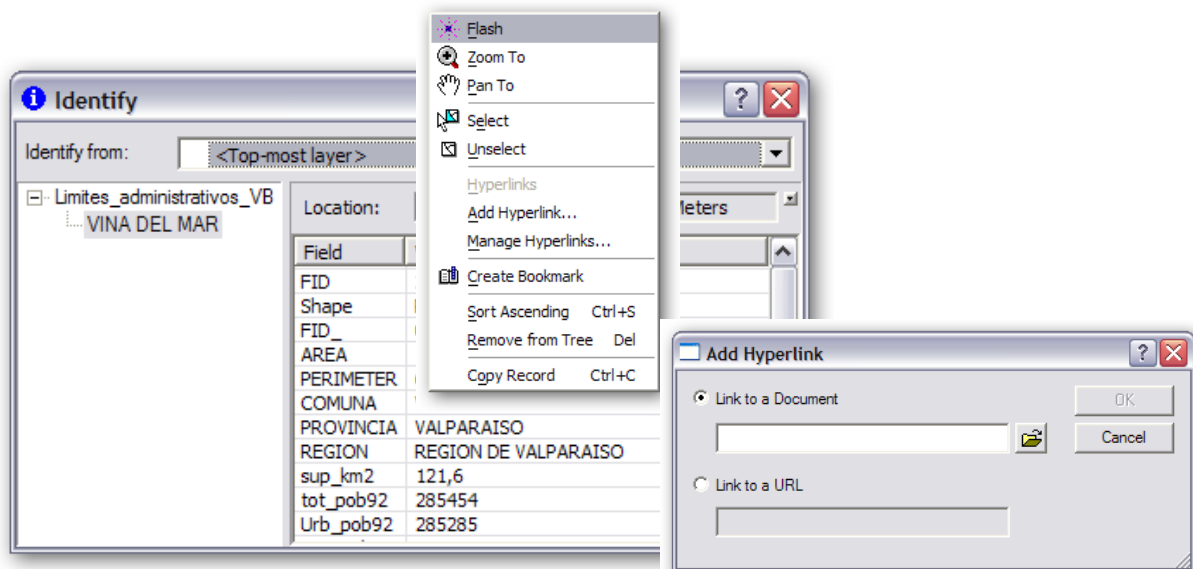 Flash
Zoom To
Pan To
Select
Unselect
Hyperlinks
Add Hyperlink...
Manage Hyperlinks...
Create Bookmark
Sort Ascending Ctrl+S
Remove from Tree Del
Copy Record Ctrl+C
Identify
Identify from: <Top-most layer>
Limites_administrativos_VB
VINA DEL MAR
Location: Meters
Field
FID
Shape
FID_
AREA
PERIMETER
COMUNA
PROVINCIA VALPARAISO
REGION REGION DE VALPARAISO
sup_km2 121,6
tot_pob92 285454
Urb_pob92 285285
Add Hyperlink
Link to a Document
OK
Cancel
Link to a URL